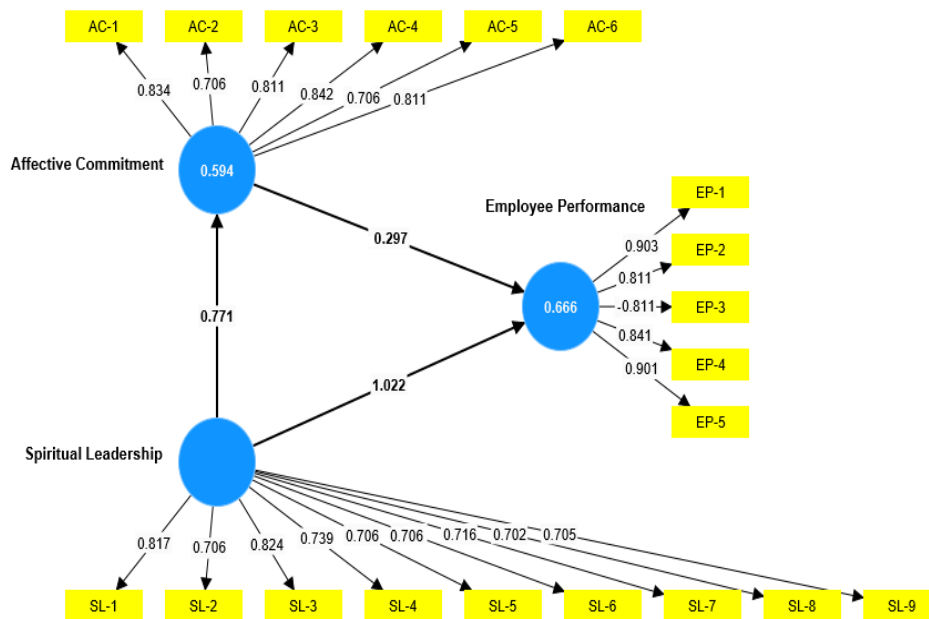 AC-1 AC-2 AC-3 AC-4 AC-5 AC-6
0.834 0.706 0.811 0.842 0.706 0.811
Affective Commitment
0.594
Employee Performance
EP-1
0.903
EP-2
0.297
0.811
0.666
-0.811
EP-3
0.771
0.841
EP-4
0.901
1.022
EP-5
Spiritual Leadership
0.817 0.706 0.824 0.739 0.706 0.706 0.716 0.702 0.705
SL-1 SL-2 SL-3 SL-4 SL-5 SL-6 SL-7 SL-8 SL-9